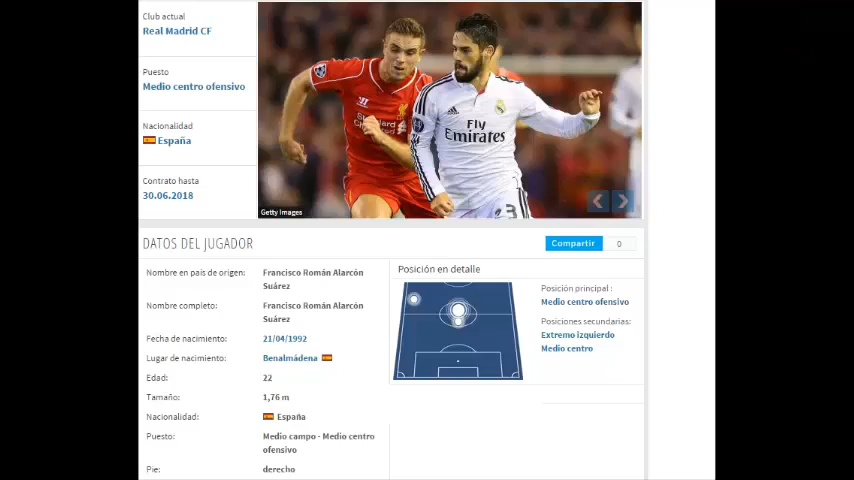 Club actual
Real Madrid CF
Puesto
Medio centro ofensivo
Nacionalidad
España
Contrato hasta
30.06.2018
Standard
Chartered
Fly
Emirates
adidas
23
Getty Images
DATOS DEL JUGADOR
Compartir
0
Nombre en país de origen:
Francisco Román Alarcón
Suárez
Nombre completo:
Francisco Román Alarcón
Suárez
Fecha de nacimiento:
21/04/1992
Lugar de nacimiento:
Benalmádena
Edad:
22
Tamaño:
1,76 m
Nacionalidad:
España
Puesto:
Medio campo - Medio centro
ofensivo
Pie:
derecho
Posición en detalle
Posición principal :
Medio centro ofensivo
Posiciones secundarias:
Extremo izquierdo
Medio centro